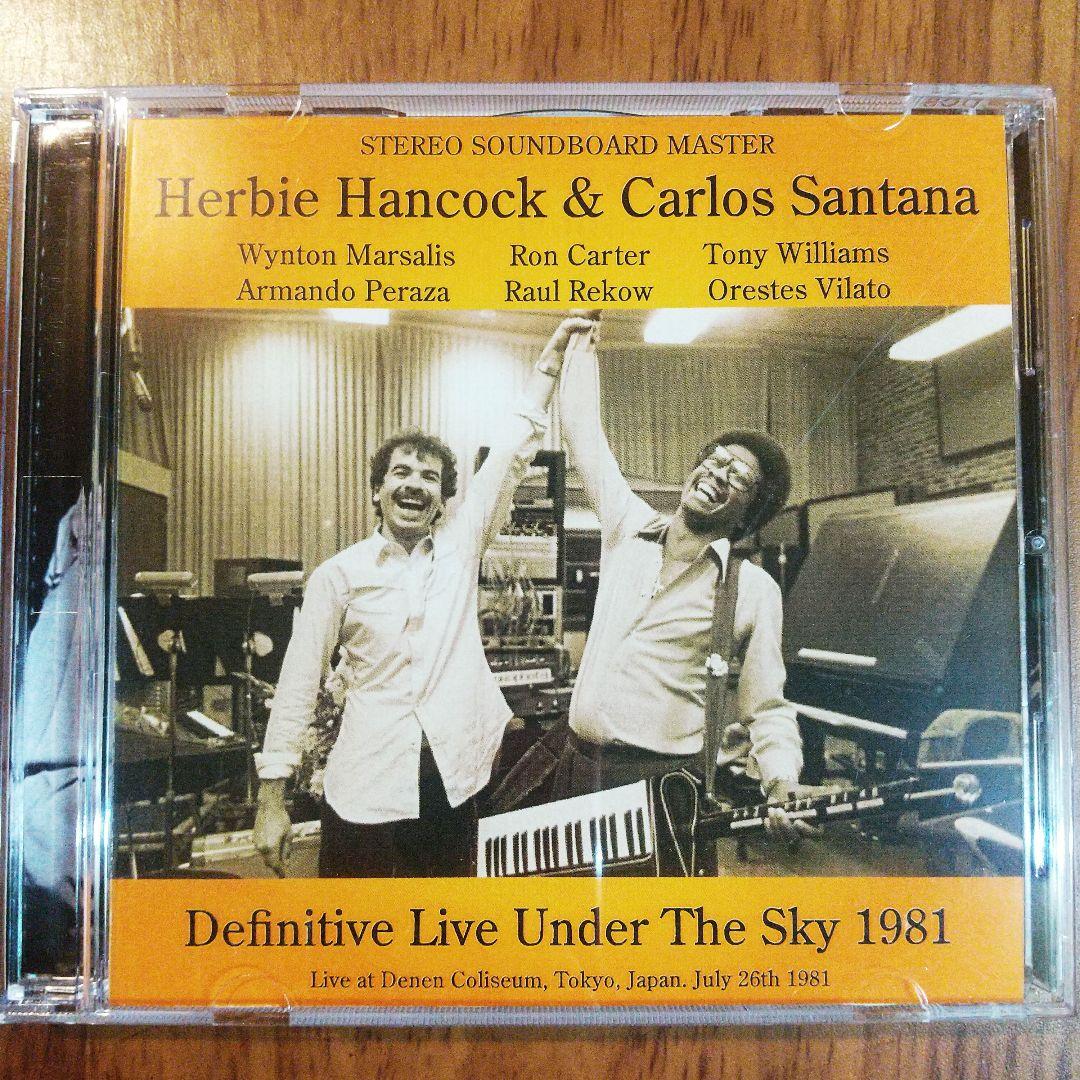 STEREO SOUNDBOARD MASTER
Herbie Hancock & Carlos Santana
Wynton Marsalis Ron Carter Tony Williams
Armando Peraza Raul Rekow Orestes Vilato
Definitive Live Under The Sky 1981
Live at Denen Coliseum, Tokyo, Japan. July 26th 1981